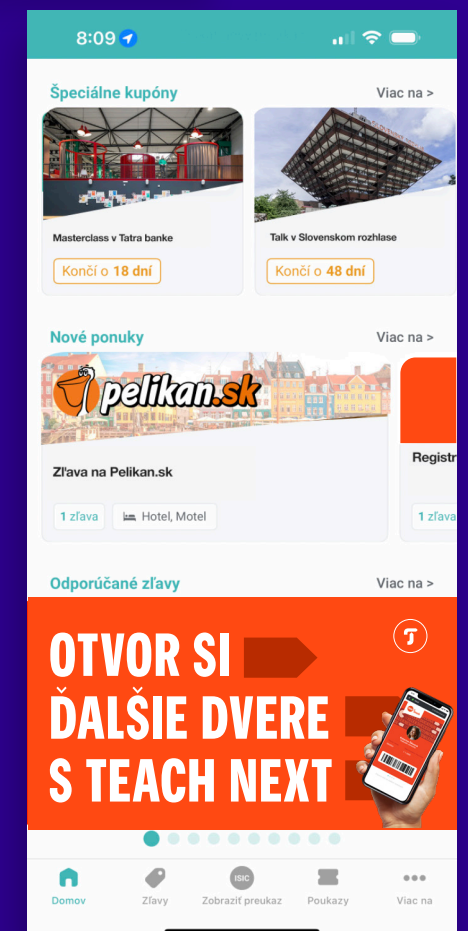 8:09
Špeciálne kupóny
Viac na >
Masterclass v Tatra banke
Talk v Slovenskom rozhlase
Končí o 18 dní
Končí o 48 dní
Nové ponuky
Viac na >
pelikan.sk
Zľava na Pelikan.sk
Registr
1 zľava
Hotel, Motel
1 zľava
Odporúčané zľavy
Viac na >
OTVOR SI
ĎALŠIE DVERE
S TEACH NEXT
ISIC
Domov
Zľavy
Zobraziť preukaz
Poukazy
Viac na